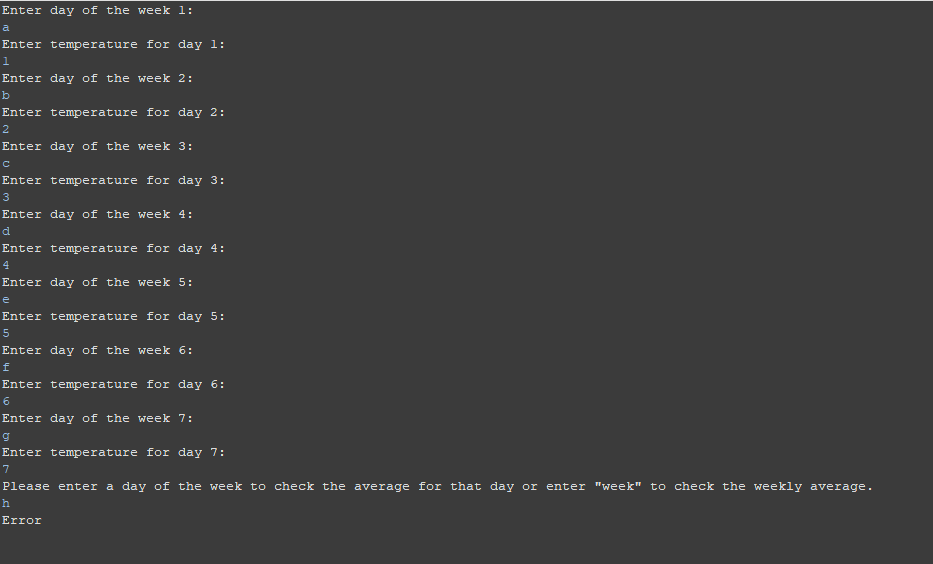 Enter day of the week 1:
a
Enter temperature for day 1:
1
Enter day of the week 2:
b
Enter temperature for day 2:
2
Enter day of the week 3:
c
Enter temperature for day 3:
3
Enter day of the week 4:
d
Enter temperature for day 4:
4
Enter day of the week 5:
e
Enter temperature for day 5:
5
Enter day of the week 6:
f
Enter temperature for day 6:
6
Enter day of the week 7:
g
Enter temperature for day 7:
7
Please enter a day of the week to check the average for that day or enter "week" to check the weekly average.
h
Error